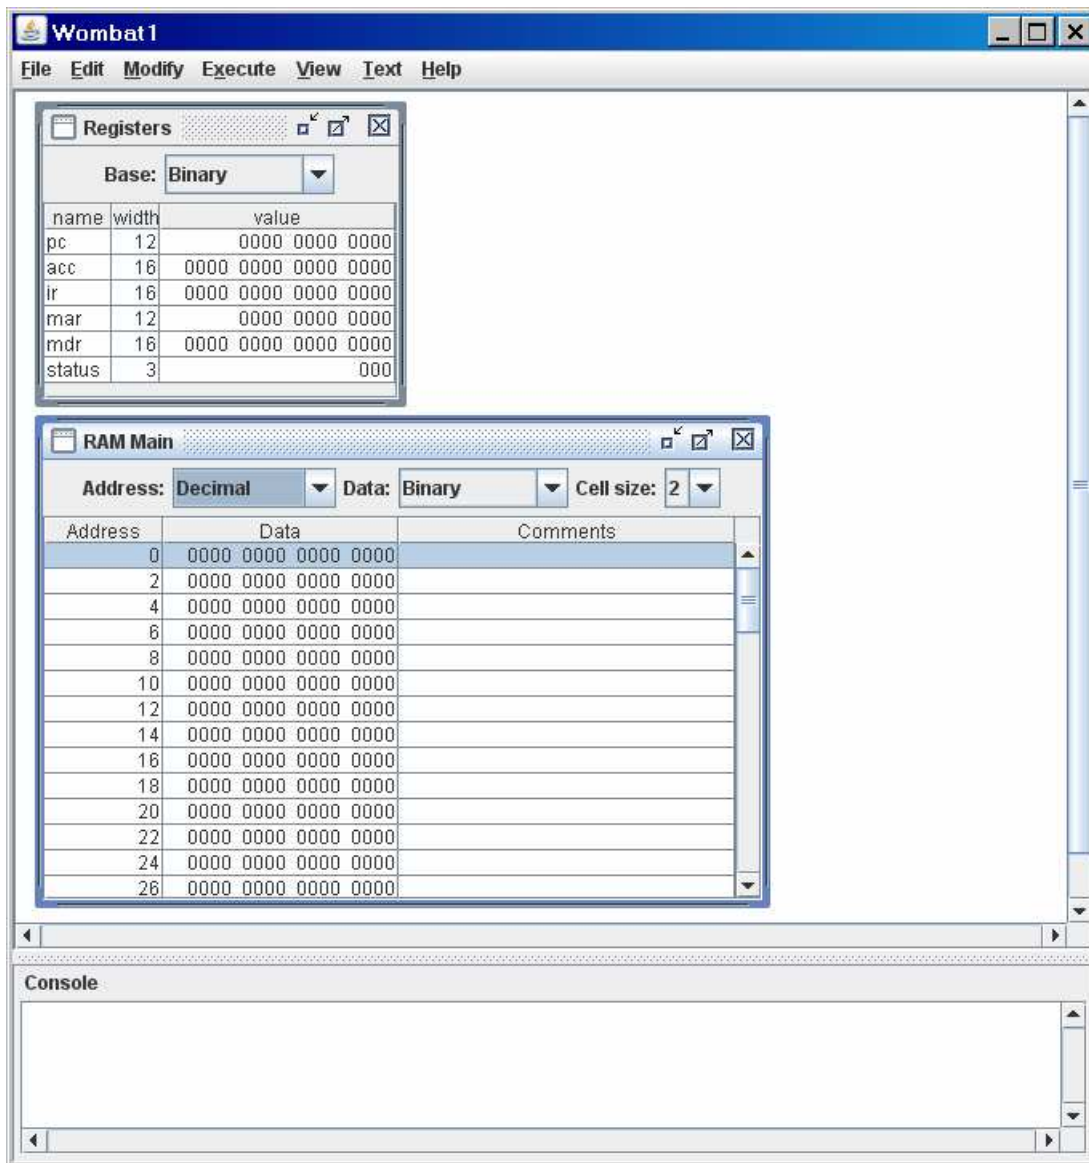 Wombat1
File Edit Modify Execute View Text Help
Registers
Base: Binary
name width value
pc 12 0000 0000 0000
acc 16 0000 0000 0000 0000
ir 16 0000 0000 0000 0000
mar 12 0000 0000 0000
mdr 16 0000 0000 0000 0000
status 3 000
RAM Main
Address: Decimal Data: Binary Cell size: 2
Address Data Comments
0 0000 0000 0000 0000
2 0000 0000 0000 0000
4 0000 0000 0000 0000
6 0000 0000 0000 0000
8 0000 0000 0000 0000
10 0000 0000 0000 0000
12 0000 0000 0000 0000
14 0000 0000 0000 0000
16 0000 0000 0000 0000
18 0000 0000 0000 0000
20 0000 0000 0000 0000
22 0000 0000 0000 0000
24 0000 0000 0000 0000
26 0000 0000 0000 0000
Console